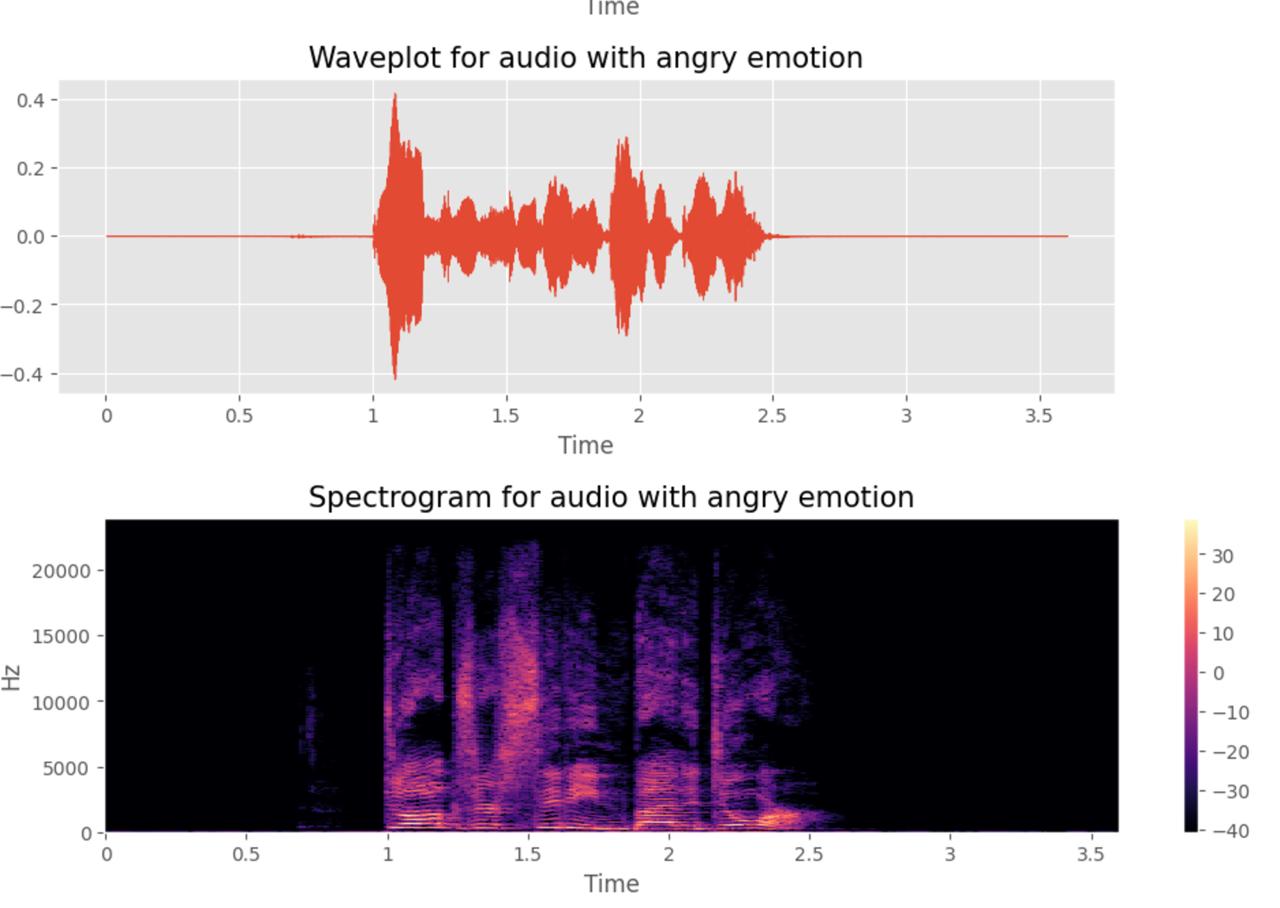 Time
Waveplot for audio with angry emotion
0.4
0.2
0.0
−0.2
−0.4
0 0.5 1 1.5 2 2.5 3 3.5
Time
Spectrogram for audio with angry emotion
Hz
20000
15000
10000
5000
0
0 0.5 1 1.5 2 2.5 3 3.5
Time
30
20
10
0
−10
−20
−30
−40